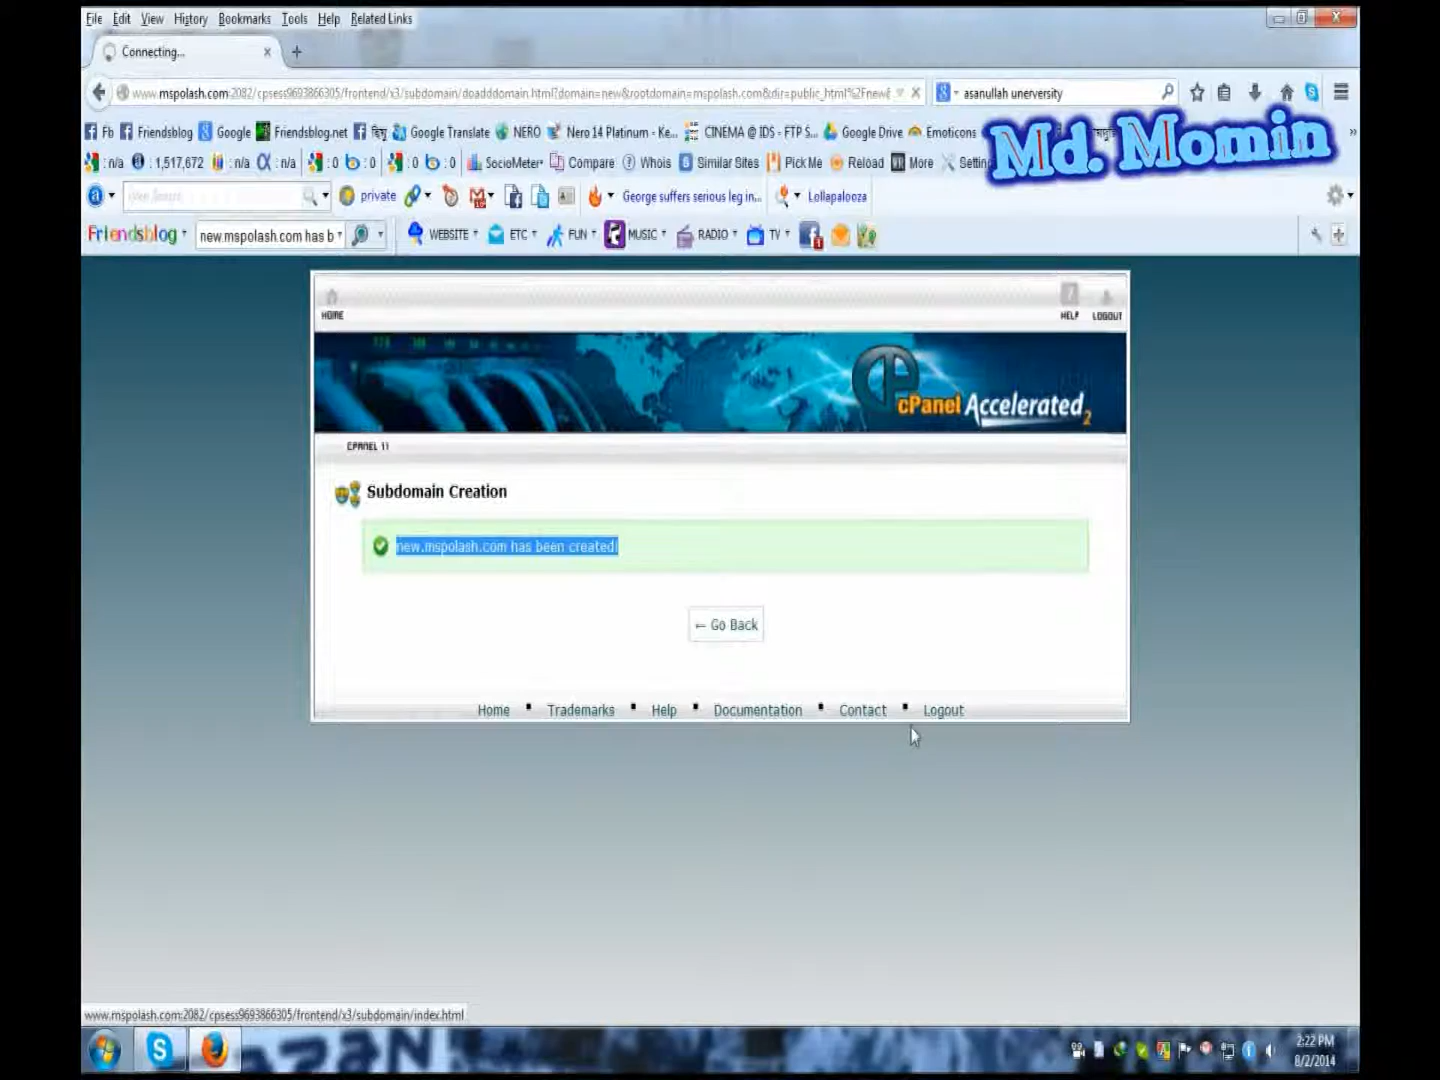 File Edit View History Bookmarks Tools Help Related Links
Connecting...
www.mspolash.com:2082/cpsess9693866305/frontend/x3/subdomain/doadddomain.html?domain=new&rootdomain=mspolash.com&dir=public_html%2Fnew&
asanullah unerversity
Fb Friendsblog Google Friendsblog.net Google Translate NERO Nero 14 Platinum - Ke... CINEMA @ IDS - FTP S... Google Drive Emoticons
Md. Momin
: n/a : 1,517,672 : n/a : n/a : 0 : 0 : 0 : 0 SocioMeter Compare Whois Similar Sites Pick Me Reload More Settin
private George suffers serious leg in... Lollapalooza
Friendsblog new.mspolash.com has b WEBSITE ETC FUN MUSIC RADIO TV
HOME HELP LOGOUT
cPanel Accelerated 2
CPANEL 11
Subdomain Creation
new.mspolash.com has been created!
⇐ Go Back
Home Trademarks Help Documentation Contact Logout
www.mspolash.com:2082/cpsess9693866305/frontend/x3/subdomain/index.html
2:22 PM
8/2/2014